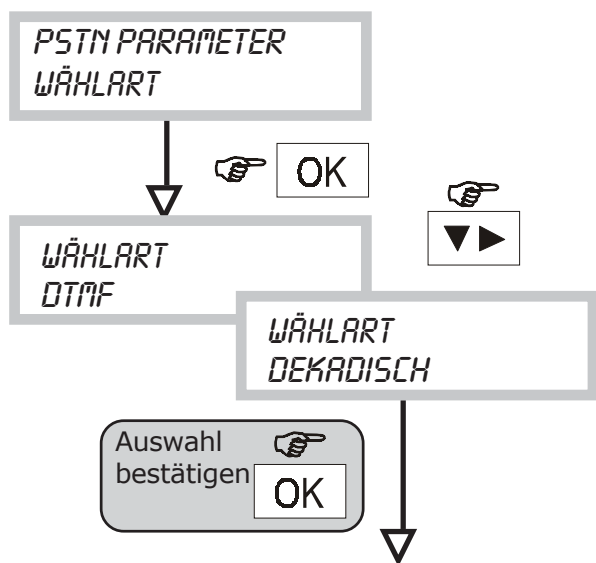 PSTN PARAMETER
WÄHLART
OK
WÄHLART
DTMF
WÄHLART
DEKADISCH
Auswahl
bestätigen
OK